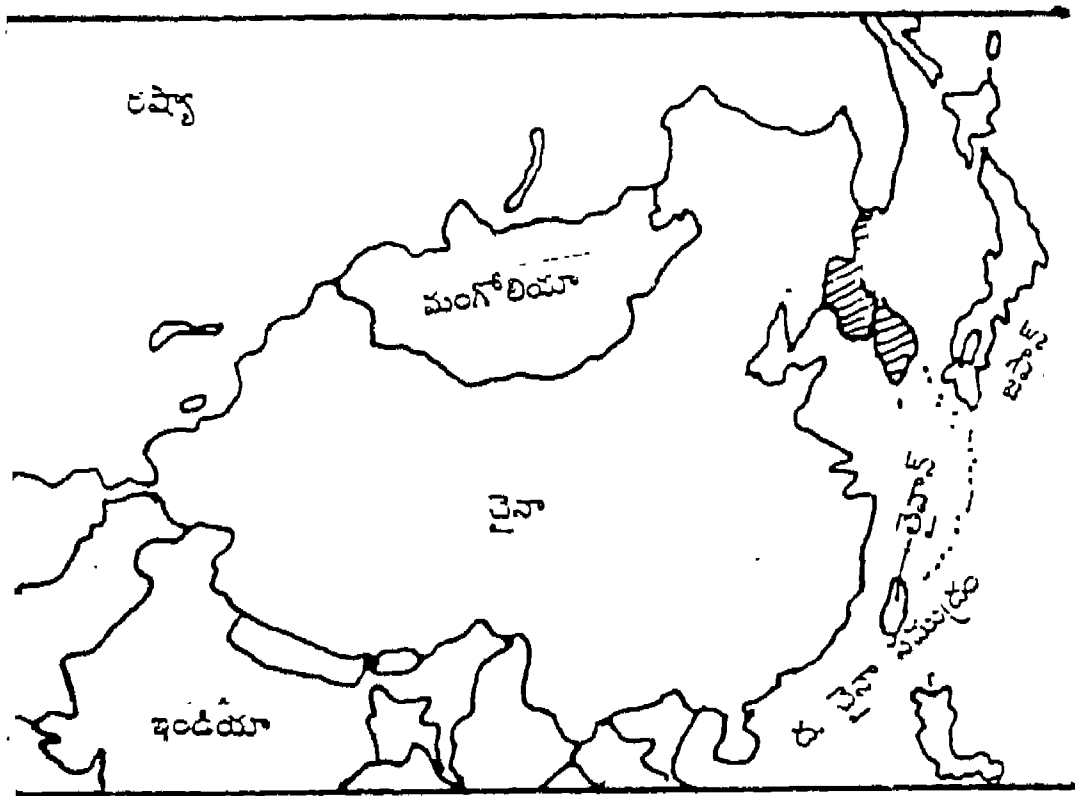 రష్యా
మంగోలియా
జపాన్
తైవాన్
చైనా
ద. చైనా సముద్రం
ఇండియా